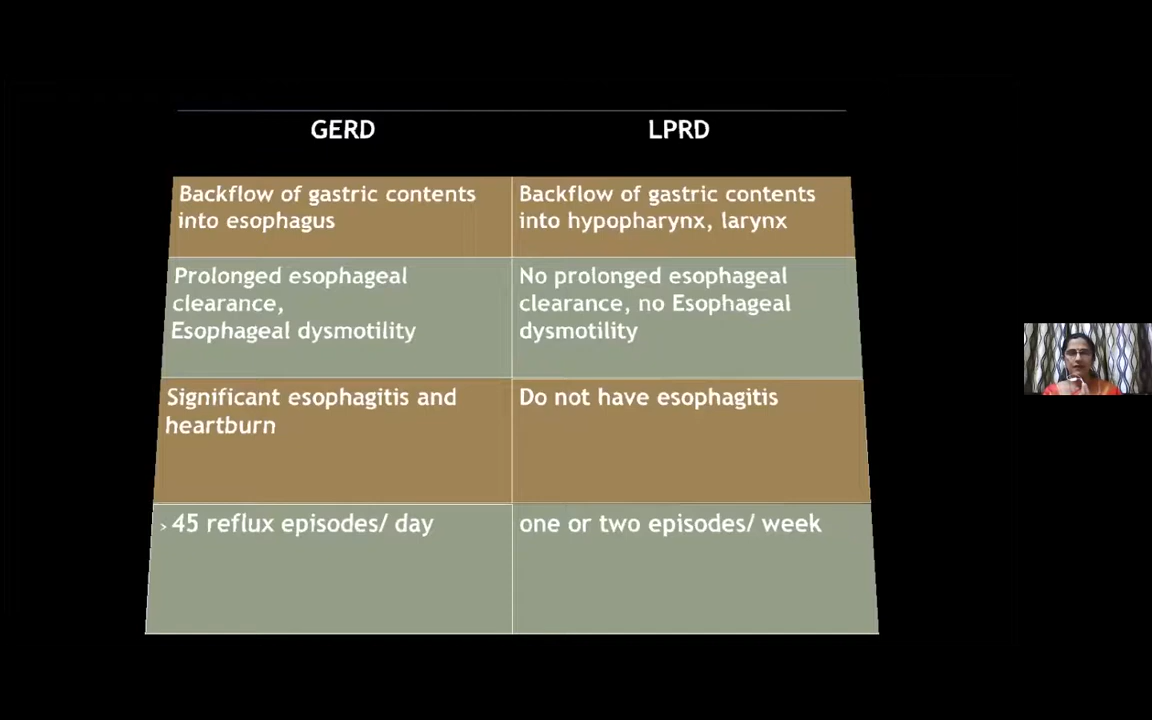 GERD
LPRD
Backflow of gastric contents
into esophagus
Backflow of gastric contents
into hypopharynx, larynx
Prolonged esophageal
clearance,
Esophageal dysmotility
No prolonged esophageal
clearance, no Esophageal
dysmotility
Significant esophagitis and
heartburn
Do not have esophagitis
> 45 reflux episodes/ day
one or two episodes/ week